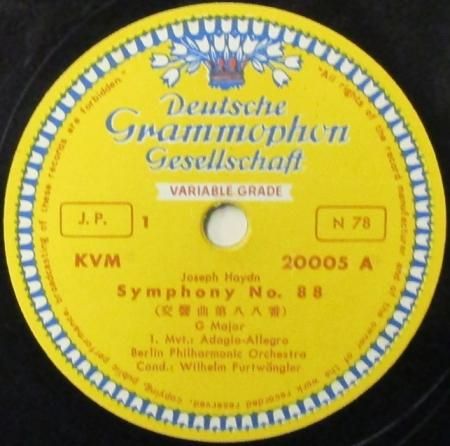 Deutsche
Grammophon
Gesellschaft
VARIABLE GRADE
J.P. 1 N 78
KVM 20005 A
Joseph Haydn
Symphony No. 88
(交響曲第八八番)
G Major
1. Mvt.: Adagio-Allegro
Berlin Philharmonic Orchestra
Cond.: Wilhelm Furtwängler
"All rights of the record manufacturer and of the owner of the work recorded reserved. copying, public performance, broadcasting of these records are forbidden."